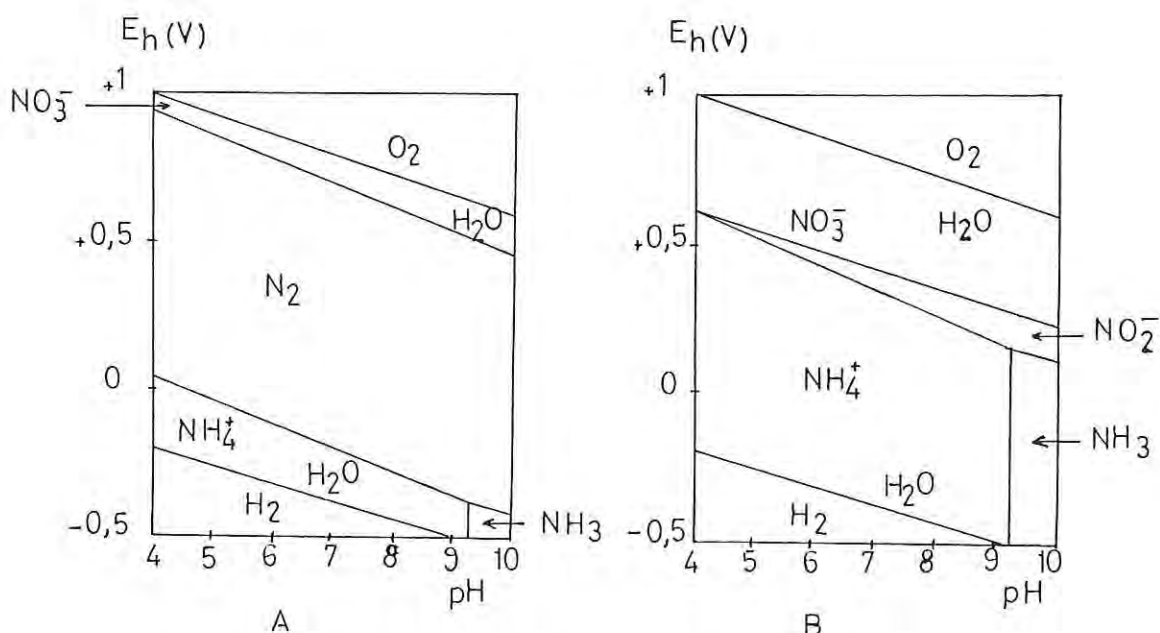 E_h (V)
+1
NO₃⁻
O₂
H₂O
+0,5
N₂
0
NH₄⁺
H₂O
H₂
-0,5
NH₃
4 5 6 7 8 9 10
pH
A
E_h (V)
+1
O₂
NO₃⁻ H₂O
+0,5
NO₂⁻
NH₄⁺
0
NH₃
H₂O
H₂
-0,5
4 5 6 7 8 9 10
pH
B